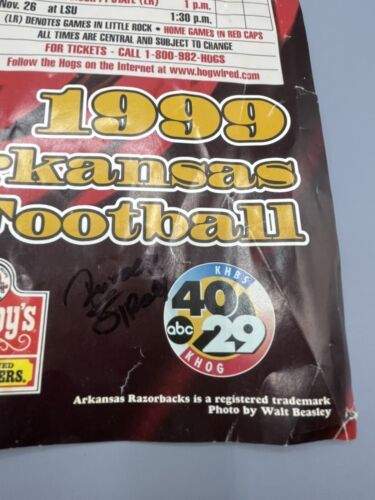 1 p.m.
Nov. 26 at LSU 1:30 p.m.
(LR) DENOTES GAMES IN LITTLE ROCK • HOME GAMES IN RED CAPS
ALL TIMES ARE CENTRAL AND SUBJECT TO CHANGE
FOR TICKETS - CALL 1-800-982-HOGS
Follow the Hogs on the Internet at www.hogwired.com
1999
rkansas
Football
KHBS
40
abc 29
KHOG
y's
ERS.
Arkansas Razorbacks is a registered trademark
Photo by Walt Beasley